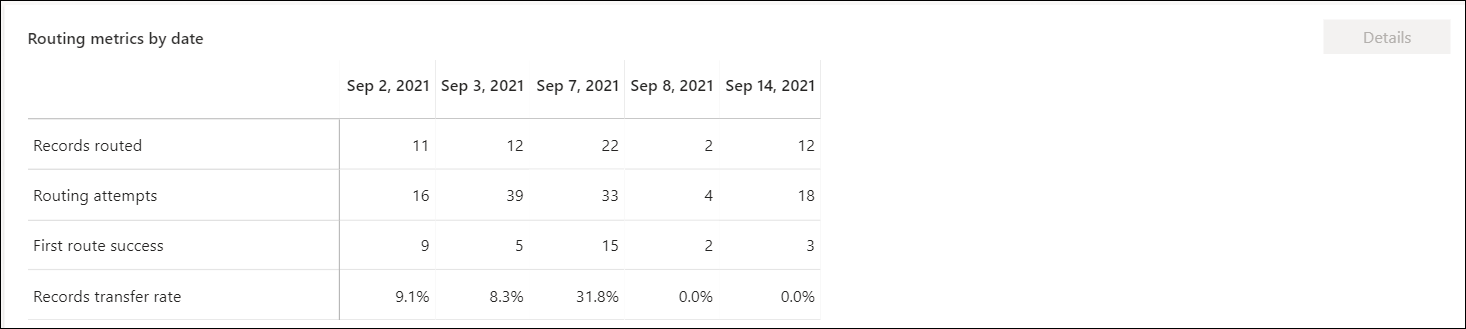 Routing metrics by date
Details
Sep 2, 2021 Sep 3, 2021 Sep 7, 2021 Sep 8, 2021 Sep 14, 2021
Records routed 11 12 22 2 12
Routing attempts 16 39 33 4 18
First route success 9 5 15 2 3
Records transfer rate 9.1% 8.3% 31.8% 0.0% 0.0%